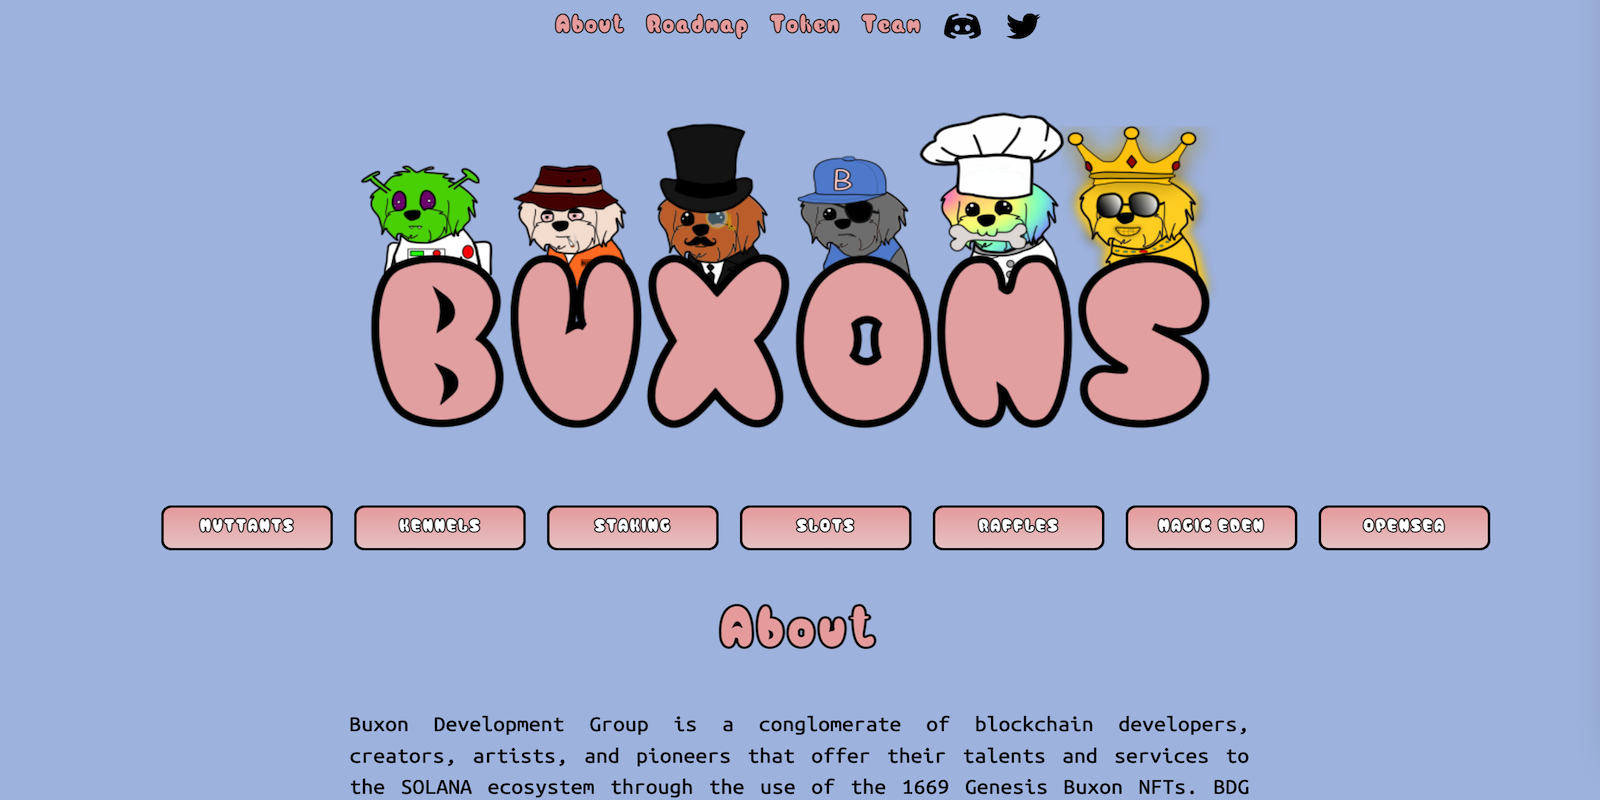 About Roadmap Token Team
B
BUXONS
MUTTANTS KENNELS STAKING SLOTS RAFFLES MAGIC EDEN OPENSEA
About
Buxon Development Group is a conglomerate of blockchain developers,
creators, artists, and pioneers that offer their talents and services to
the SOLANA ecosystem through the use of the 1669 Genesis Buxon NFTs. BDG